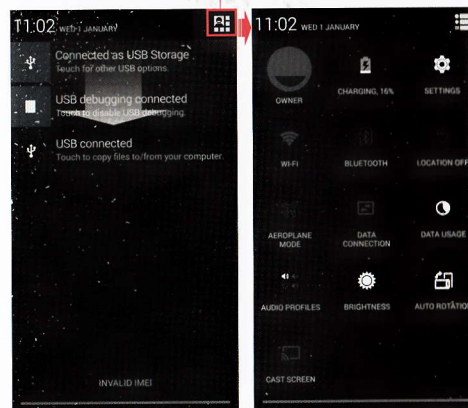 11:02 WED 1 JANUARY
Connected as USB Storage
Touch for other USB options.
USB debugging connected
Touch to disable USB debugging.
USB connected
Touch to copy files to/from your computer.
INVALID IMEI
11:02 WED 1 JANUARY
OWNER
CHARGING, 16%
SETTINGS
WI-FI
BLUETOOTH
LOCATION OFF
AEROPLANE
MODE
DATA
CONNECTION
DATA USAGE
AUDIO PROFILES
BRIGHTNESS
AUTO ROTATION
CAST SCREEN